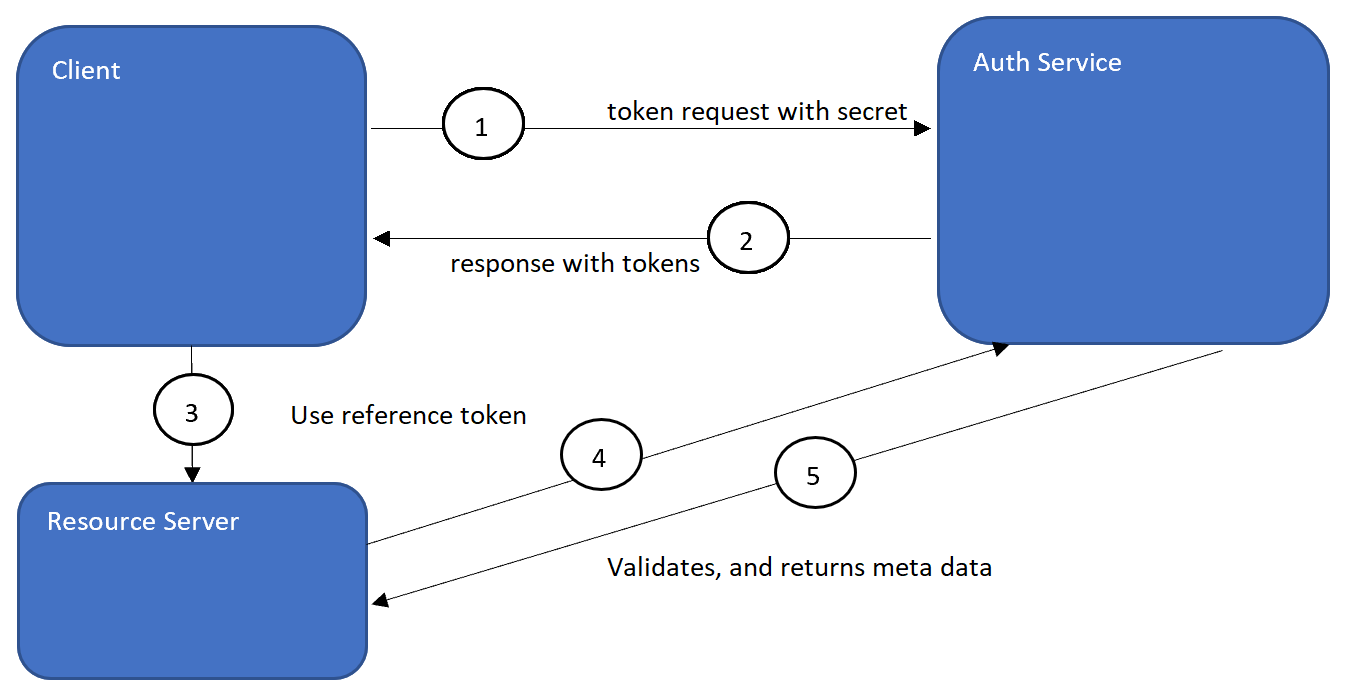 Client
Auth Service
1
token request with secret
2
response with tokens
3
Use reference token
4
5
Resource Server
Validates, and returns meta data